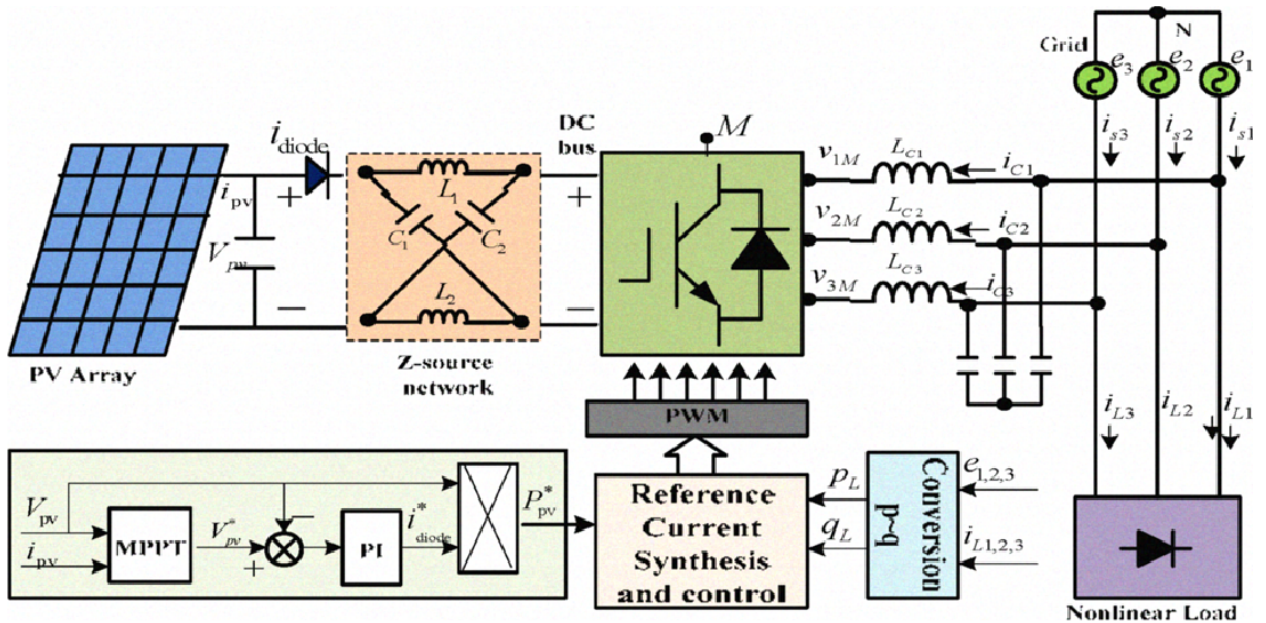 Grid
N
e3
e2
e1
is3
is2
is1
DC
bus
M
idiode
v1M
LC1
iC1
v2M
LC2
iC2
v3M
LC3
iC3
ipv
+
Vpv
−
L1
C1
C2
L2
+
−
PV Array
Z-source
network
PWM
iL3
iL2
iL1
Vpv
ipv
MPPT
V*pv
−
+
PI
i*diode
P*pv
Reference
Current
Synthesis
and control
pL
qL
Conversion
p~q
e1,2,3
iL1,2,3
Nonlinear Load